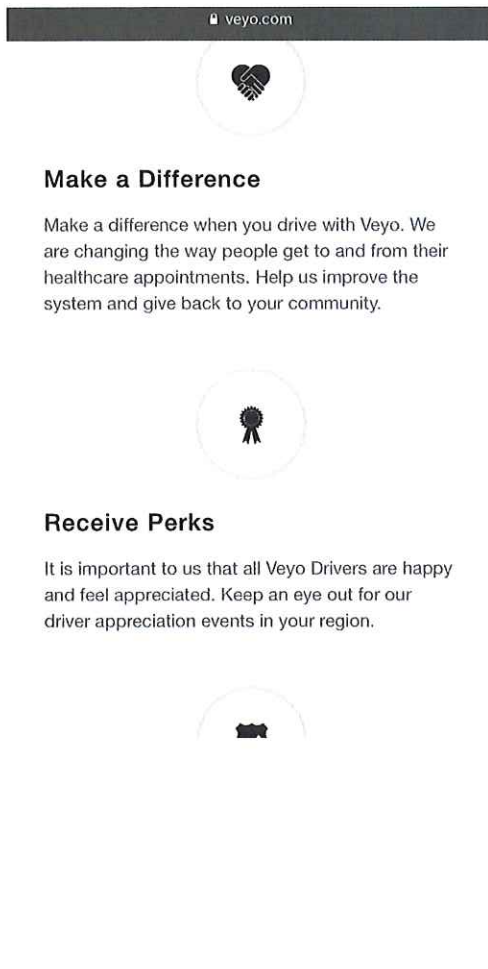 veyo.com
Make a Difference
Make a difference when you drive with Veyo. We
are changing the way people get to and from their
healthcare appointments. Help us improve the
system and give back to your community.
Receive Perks
It is important to us that all Veyo Drivers are happy
and feel appreciated. Keep an eye out for our
driver appreciation events in your region.